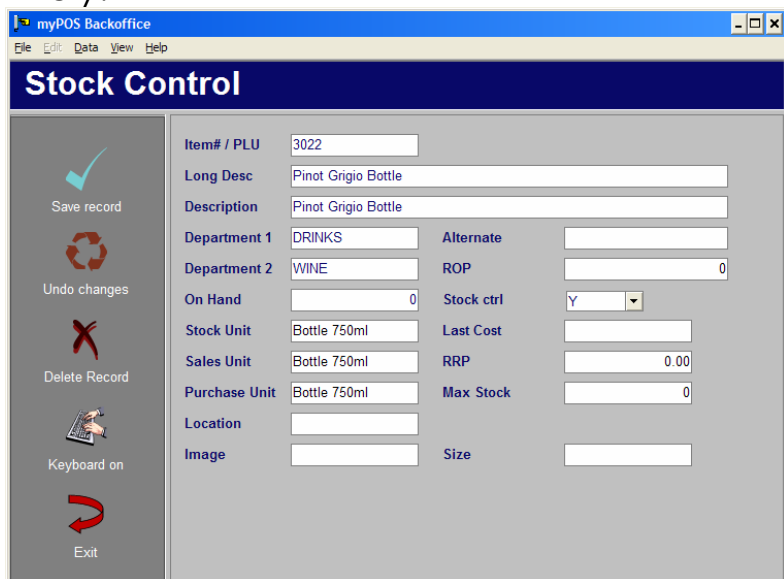 myPOS Backoffice
File Edit Data View Help
Stock Control
Save record
Undo changes
Delete Record
Keyboard on
Exit
Item# / PLU 3022
Long Desc Pinot Grigio Bottle
Description Pinot Grigio Bottle
Department 1 DRINKS Alternate
Department 2 WINE ROP 0
On Hand 0 Stock ctrl Y
Stock Unit Bottle 750ml Last Cost
Sales Unit Bottle 750ml RRP 0.00
Purchase Unit Bottle 750ml Max Stock 0
Location
Image Size